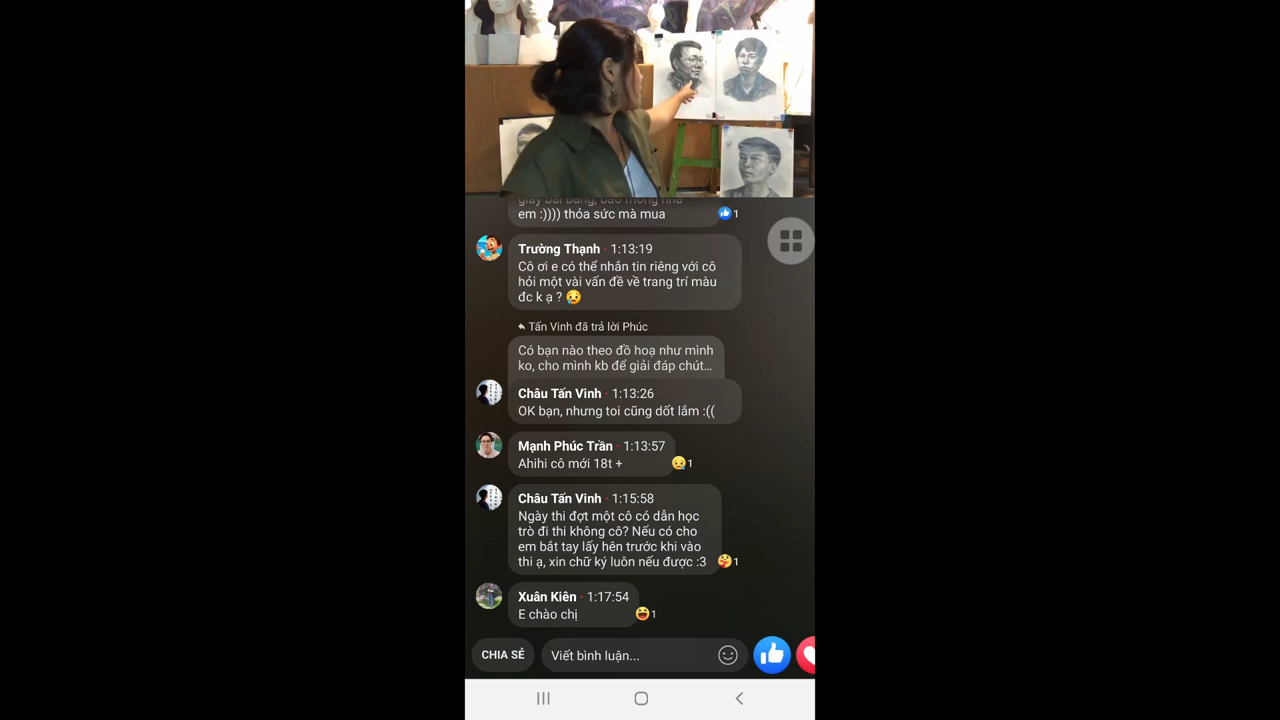 em :)))) thỏa sức mà mua
1
Trường Thạnh · 1:13:19
Cô ơi e có thể nhắn tin riêng với cô
hỏi một vài vấn đề về trang trí màu
đc k ạ ? 😥
Tấn Vinh đã trả lời Phúc
Có bạn nào theo đồ hoạ như mình
ko, cho mình kb để giải đáp chút...
Châu Tấn Vinh · 1:13:26
OK bạn, nhưng toi cũng dốt lắm :((
Mạnh Phúc Trần · 1:13:57
Ahihi cô mới 18t +
1
Châu Tấn Vinh · 1:15:58
Ngày thi đợt một cô có dẫn học
trò đi thi không cô? Nếu có cho
em bắt tay lấy hên trước khi vào
thi ạ, xin chữ ký luôn nếu được :3
1
Xuân Kiên · 1:17:54
E chào chị
1
CHIA SẺ
Viết bình luận...